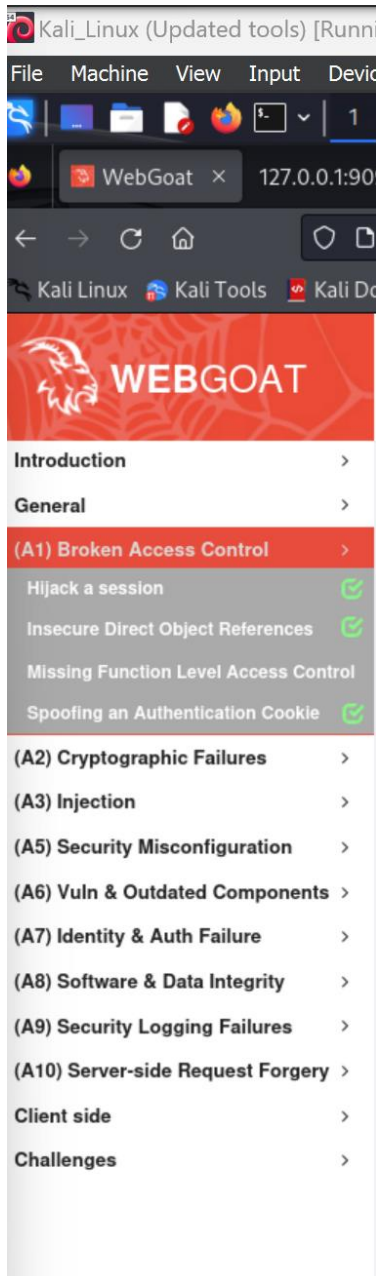 Kali_Linux (Updated tools) [Runni
File Machine View Input Devic
1
WebGoat × 127.0.0.1:909
Kali Linux Kali Tools Kali Do
WEBGOAT
Introduction
General
(A1) Broken Access Control
Hijack a session
Insecure Direct Object References
Missing Function Level Access Control
Spoofing an Authentication Cookie
(A2) Cryptographic Failures
(A3) Injection
(A5) Security Misconfiguration
(A6) Vuln & Outdated Components
(A7) Identity & Auth Failure
(A8) Software & Data Integrity
(A9) Security Logging Failures
(A10) Server-side Request Forgery
Client side
Challenges